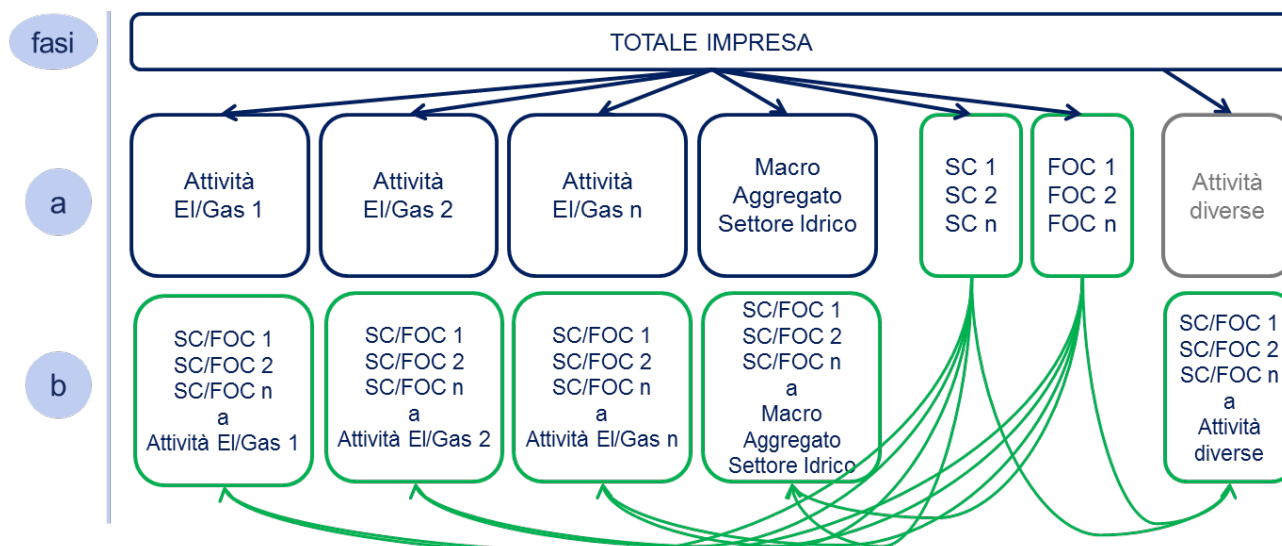 fasi
TOTALE IMPRESA
a
Attività
El/Gas 1
Attività
El/Gas 2
Attività
El/Gas n
Macro
Aggregato
Settore Idrico
SC 1
SC 2
SC n
FOC 1
FOC 2
FOC n
Attività
diverse
b
SC/FOC 1
SC/FOC 2
SC/FOC n
a
Attività El/Gas 1
SC/FOC 1
SC/FOC 2
SC/FOC n
a
Attività El/Gas 2
SC/FOC 1
SC/FOC 2
SC/FOC n
a
Attività El/Gas n
SC/FOC 1
SC/FOC 2
SC/FOC n
a
Macro
Aggregato
Settore Idrico
SC/FOC 1
SC/FOC 2
SC/FOC n
a
Attività
diverse